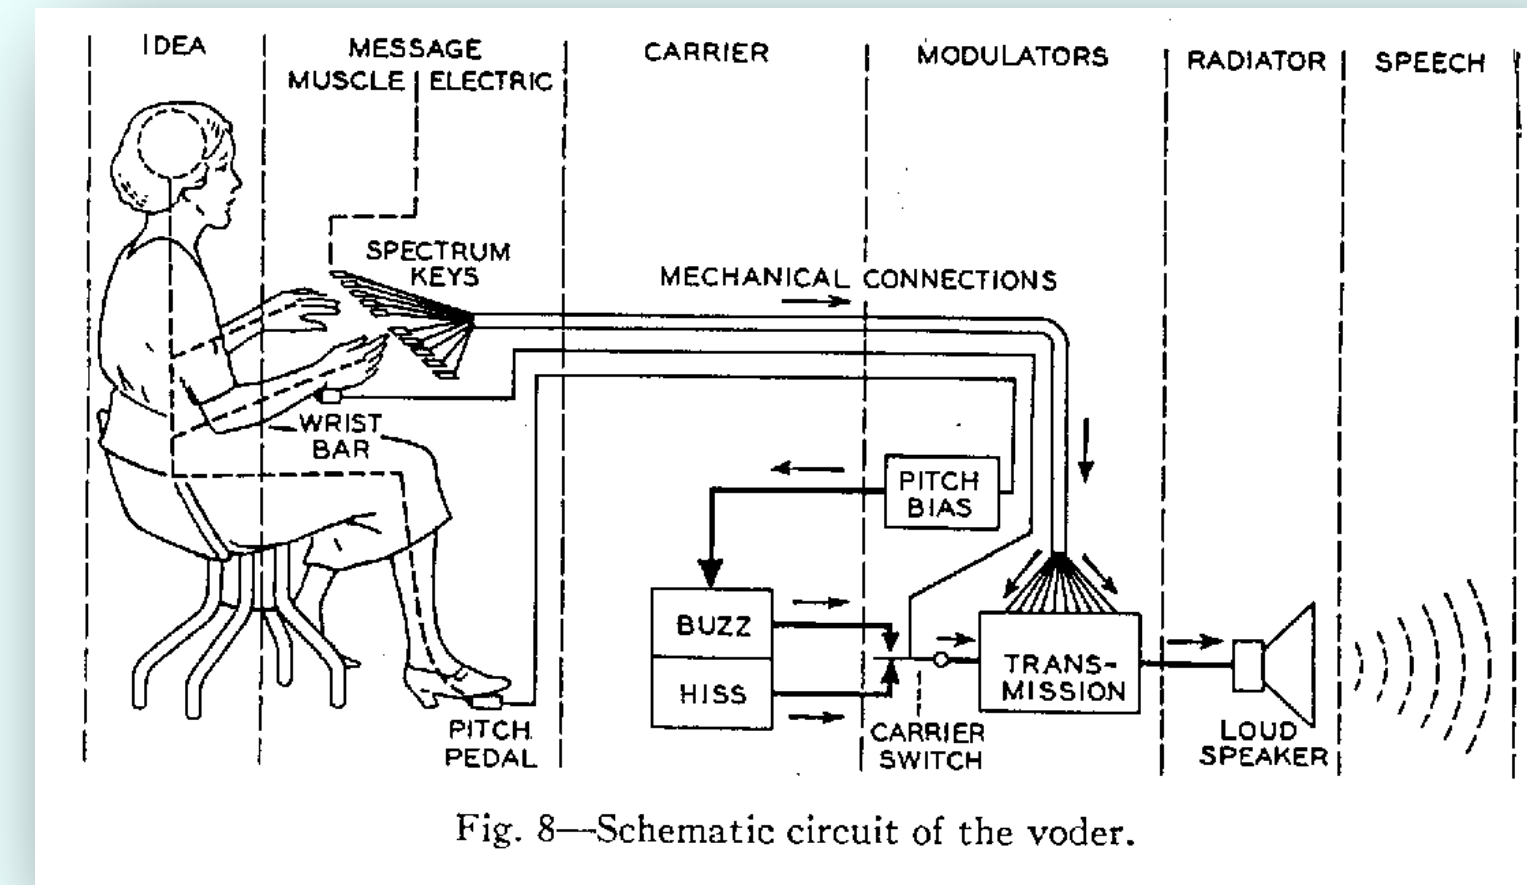 IDEA
MESSAGE
MUSCLE ELECTRIC
CARRIER
MODULATORS
RADIATOR
SPEECH
SPECTRUM
KEYS
MECHANICAL CONNECTIONS
WRIST
BAR
PITCH
BIAS
BUZZ
HISS
TRANS-
MISSION
CARRIER
SWITCH
PITCH
PEDAL
LOUD
SPEAKER
Fig. 8—Schematic circuit of the voder.